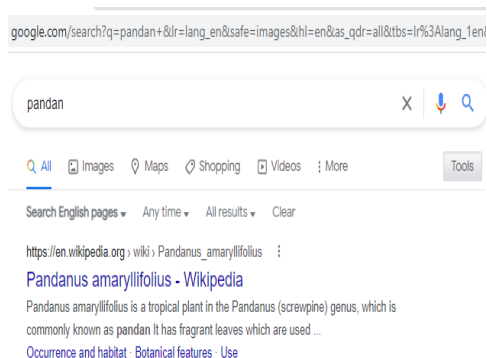 google.com/search?q=pandan+&lr=lang_en&safe=images&hl=en&as_qdr=all&tbs=lr%3Alang_1en&
pandan
All Images Maps Shopping Videos More Tools
Search English pages Any time All results Clear
https://en.wikipedia.org › wiki › Pandanus_amaryllifolius
Pandanus amaryllifolius - Wikipedia
Pandanus amaryllifolius is a tropical plant in the Pandanus (screwpine) genus, which is
commonly known as pandan It has fragrant leaves which are used ...
Occurrence and habitat · Botanical features · Use